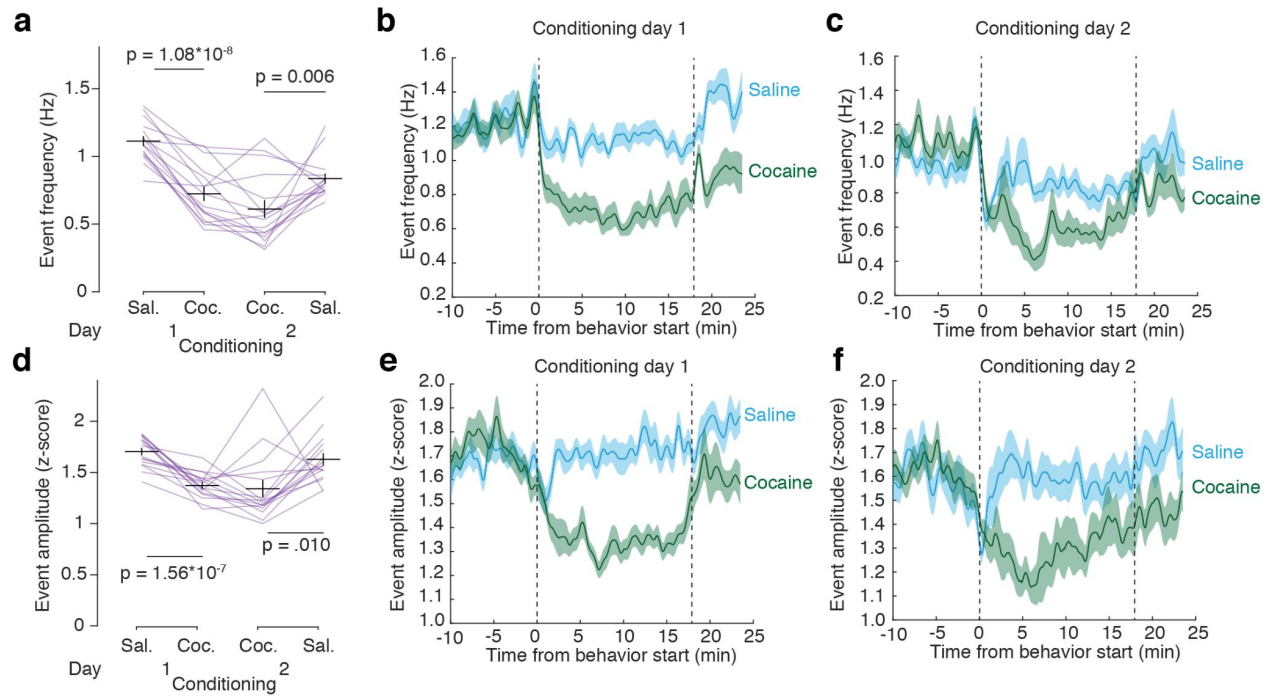 a
p = 1.08*10-8
p = 0.006
Event frequency (Hz)
1.5
1
0.5
0
Sal. Coc. Coc. Sal.
Day 1 2
Conditioning
b
Conditioning day 1
Event frequency (Hz)
1.6
1.4
1.2
1.0
0.8
0.6
0.4
0.2
Saline
Cocaine
-10 -5 0 5 10 15 20 25
Time from behavior start (min)
c
Conditioning day 2
Event frequency (Hz)
1.6
1.4
1.2
1.0
0.8
0.6
0.4
0.2
Saline
Cocaine
-10 -5 0 5 10 15 20 25
Time from behavior start (min)
d
Event amplitude (z-score)
2
1.5
1
0.5
0
p = .010
p = 1.56*10-7
Sal. Coc. Coc. Sal.
Day 1 2
Conditioning
e
Conditioning day 1
Event amplitude (z-score)
2.0
1.9
1.8
1.7
1.6
1.5
1.4
1.3
1.2
1.1
1.0
Saline
Cocaine
-10 -5 0 5 10 15 20 25
Time from behavior start (min)
f
Conditioning day 2
Event amplitude (z-score)
2.0
1.9
1.8
1.7
1.6
1.5
1.4
1.3
1.2
1.1
1.0
Saline
Cocaine
-10 -5 0 5 10 15 20 25
Time from behavior start (min)